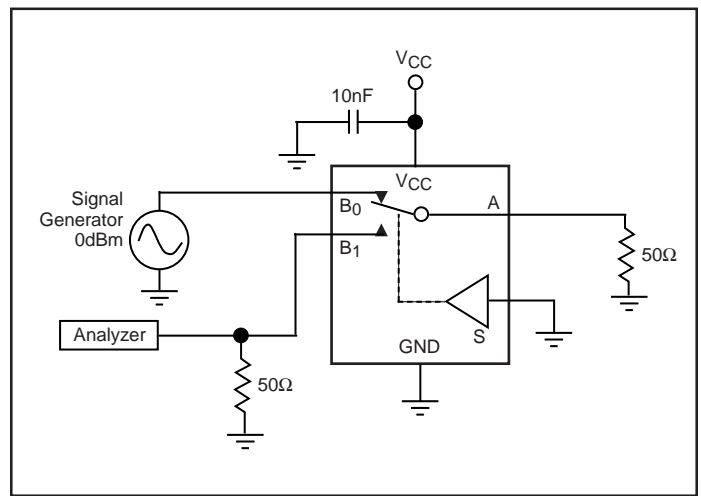 VCC
10nF
VCC
Signal
Generator
0dBm
B0
A
B1
50Ω
Analyzer
S
GND
50Ω